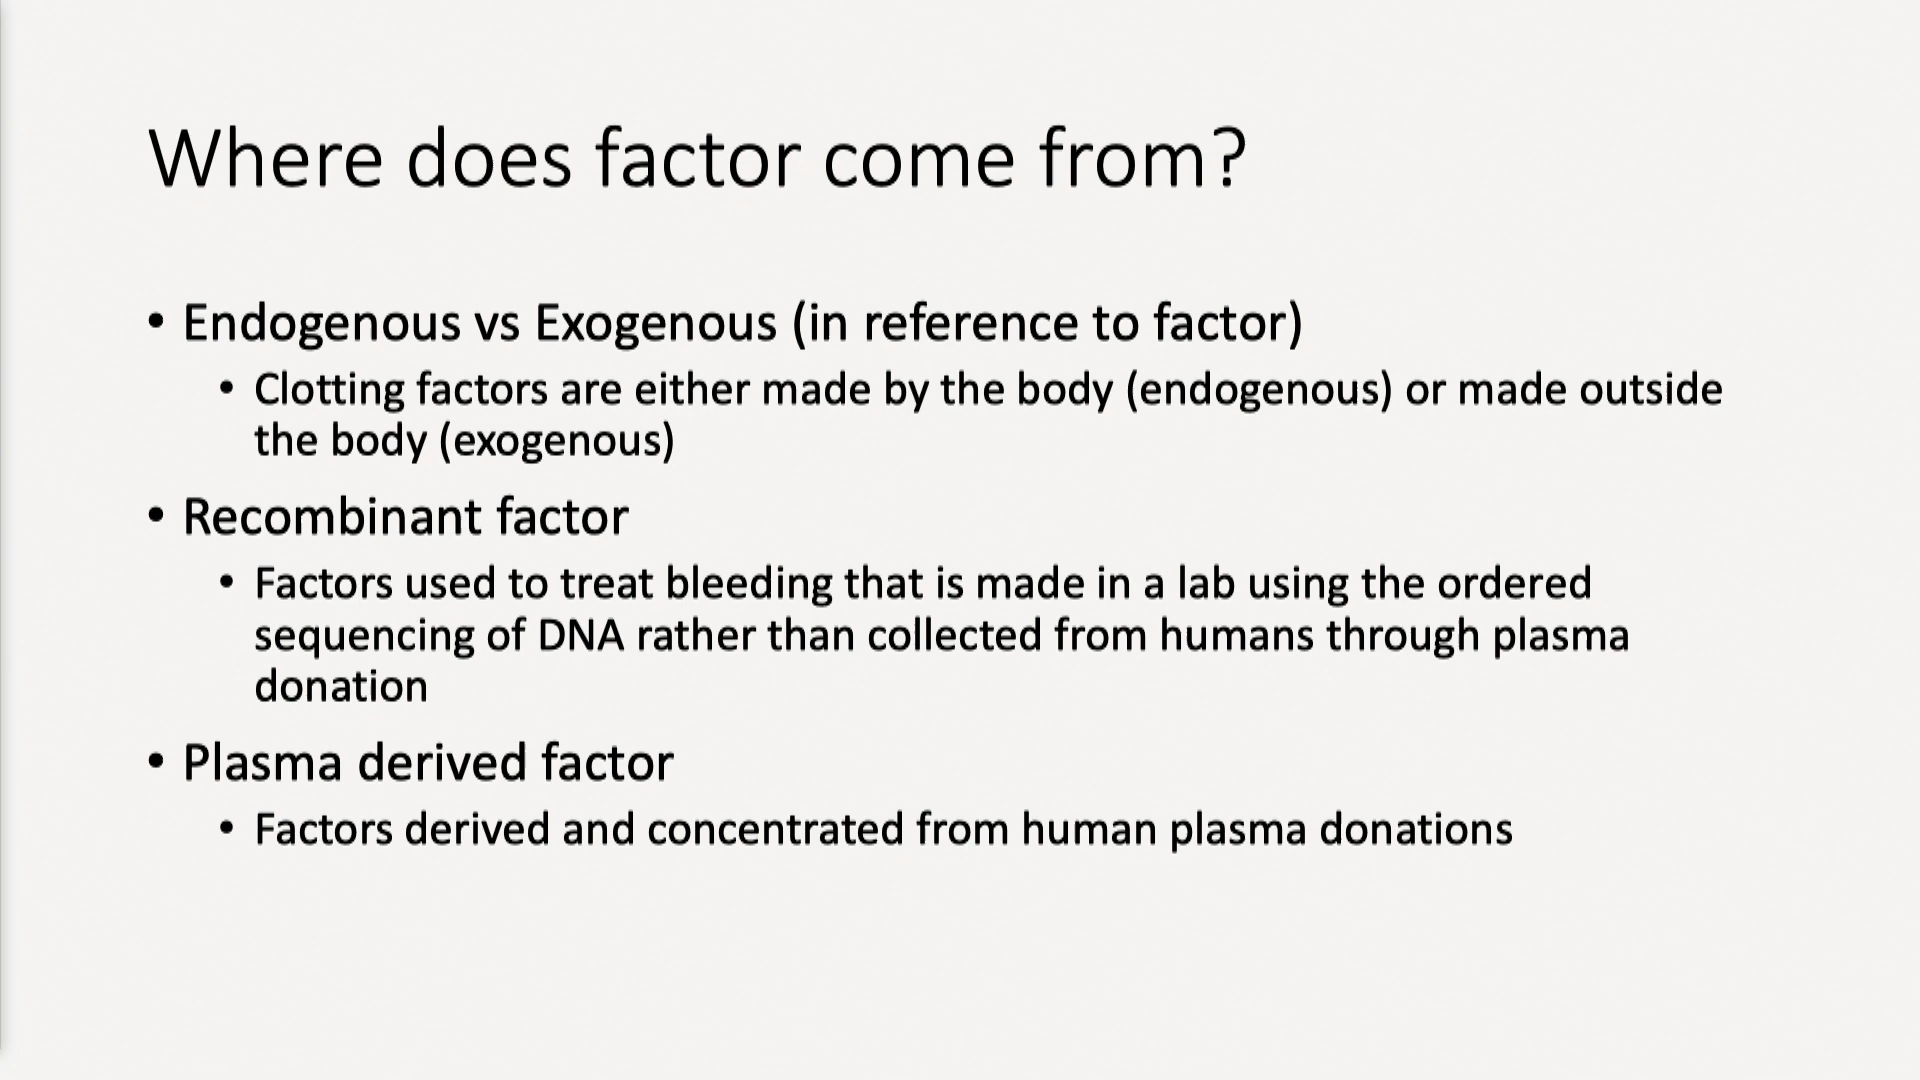 Where does factor come from?
• Endogenous vs Exogenous (in reference to factor)
• Clotting factors are either made by the body (endogenous) or made outside
the body (exogenous)
• Recombinant factor
• Factors used to treat bleeding that is made in a lab using the ordered
sequencing of DNA rather than collected from humans through plasma
donation
• Plasma derived factor
• Factors derived and concentrated from human plasma donations